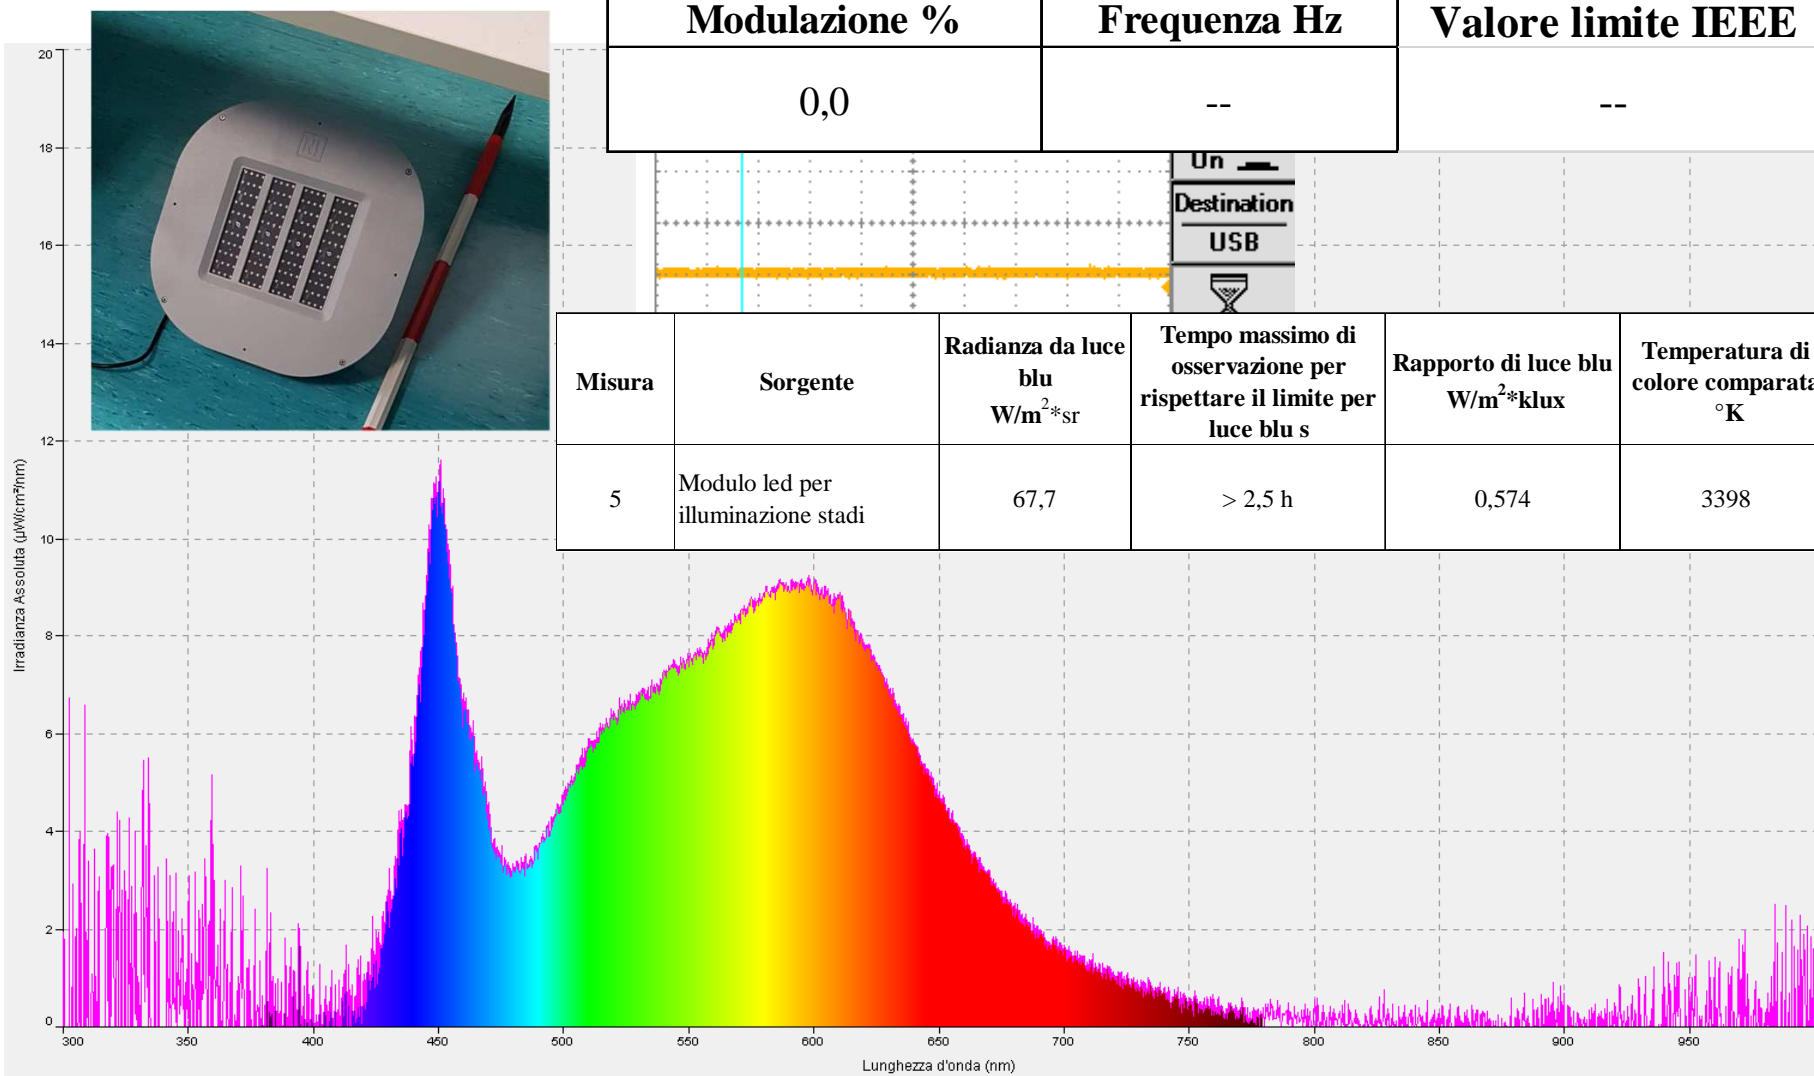 Modulazione % Frequenza Hz Valore limite IEEE
0,0 -- --
On
Destination
USB
Misura Sorgente Radianza da luce blu W/m²*sr Tempo massimo di osservazione per rispettare il limite per luce blu s Rapporto di luce blu W/m²*klux Temperatura di colore comparata °K
5 Modulo led per illuminazione stadi 67,7 > 2,5 h 0,574 3398
Irradianza Assoluta (µW/cm²/nm)
20
18
16
14
12
10
8
6
4
2
0
300 350 400 450 500 550 600 650 700 750 800 850 900 950
Lunghezza d'onda (nm)